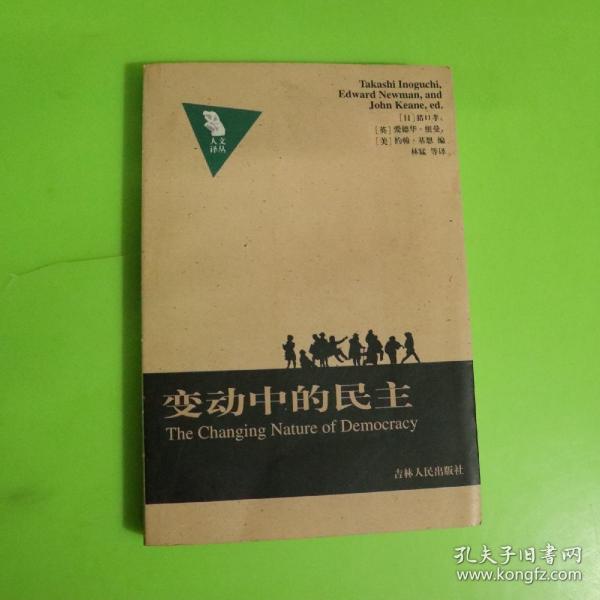 Takashi Inoguchi,
Edward Newman, and
John Keane, ed.
[日]猪口孝,
[英]爱德华·纽曼,
[美]约翰·基恩 编
林猛 等译
人文
译丛
变动中的民主
The Changing Nature of Democracy
吉林人民出版社
孔夫子旧书网
www.kongfz.com